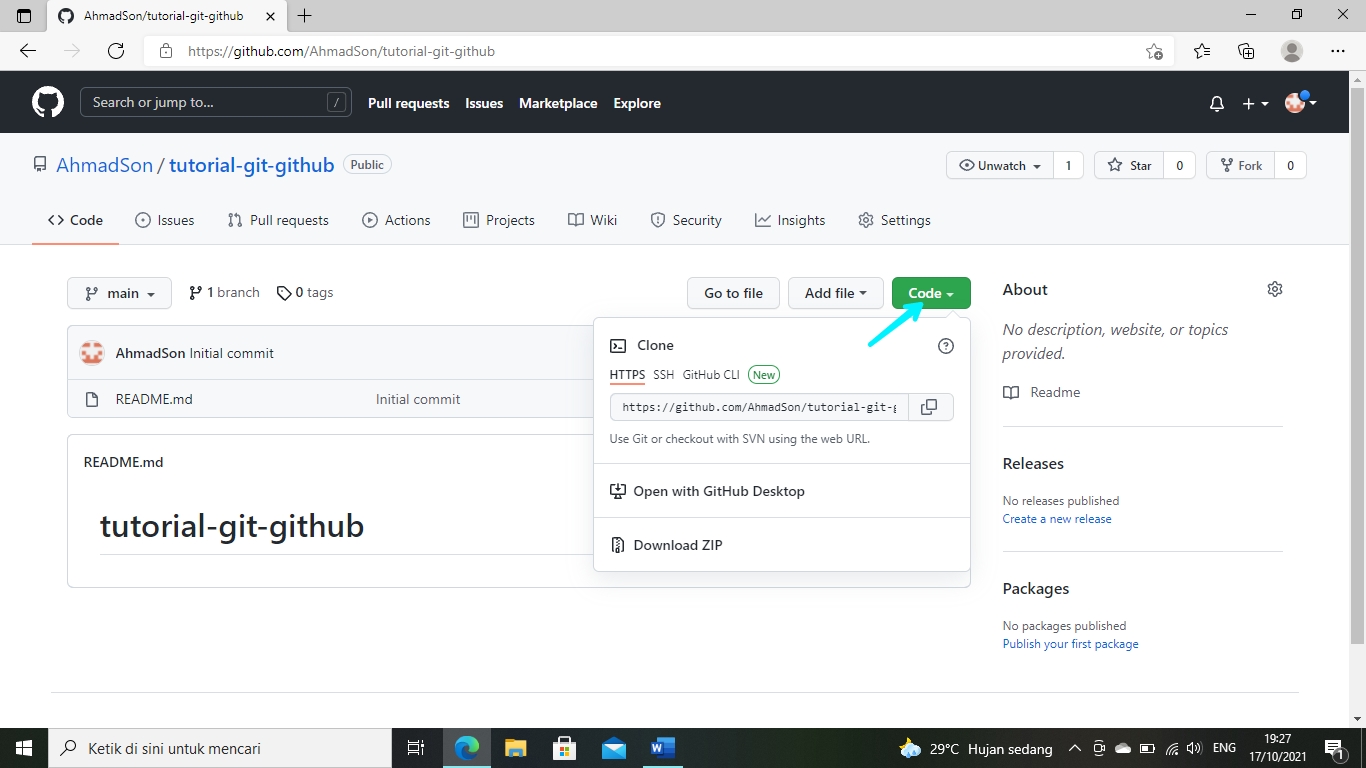 AhmadSon/tutorial-git-github
https://github.com/AhmadSon/tutorial-git-github
Search or jump to... /
Pull requests Issues Marketplace Explore
AhmadSon / tutorial-git-github Public
Unwatch 1 Star 0 Fork 0
Code Issues Pull requests Actions Projects Wiki Security Insights Settings
main 1 branch 0 tags
Go to file Add file Code
AhmadSon Initial commit
README.md Initial commit
README.md
tutorial-git-github
Clone
HTTPS SSH GitHub CLI New
https://github.com/AhmadSon/tutorial-git-
Use Git or checkout with SVN using the web URL.
Open with GitHub Desktop
Download ZIP
About
No description, website, or topics
provided.
Readme
Releases
No releases published
Create a new release
Packages
No packages published
Publish your first package
Ketik di sini untuk mencari
29°C Hujan sedang
ENG
19:27
17/10/2021
1